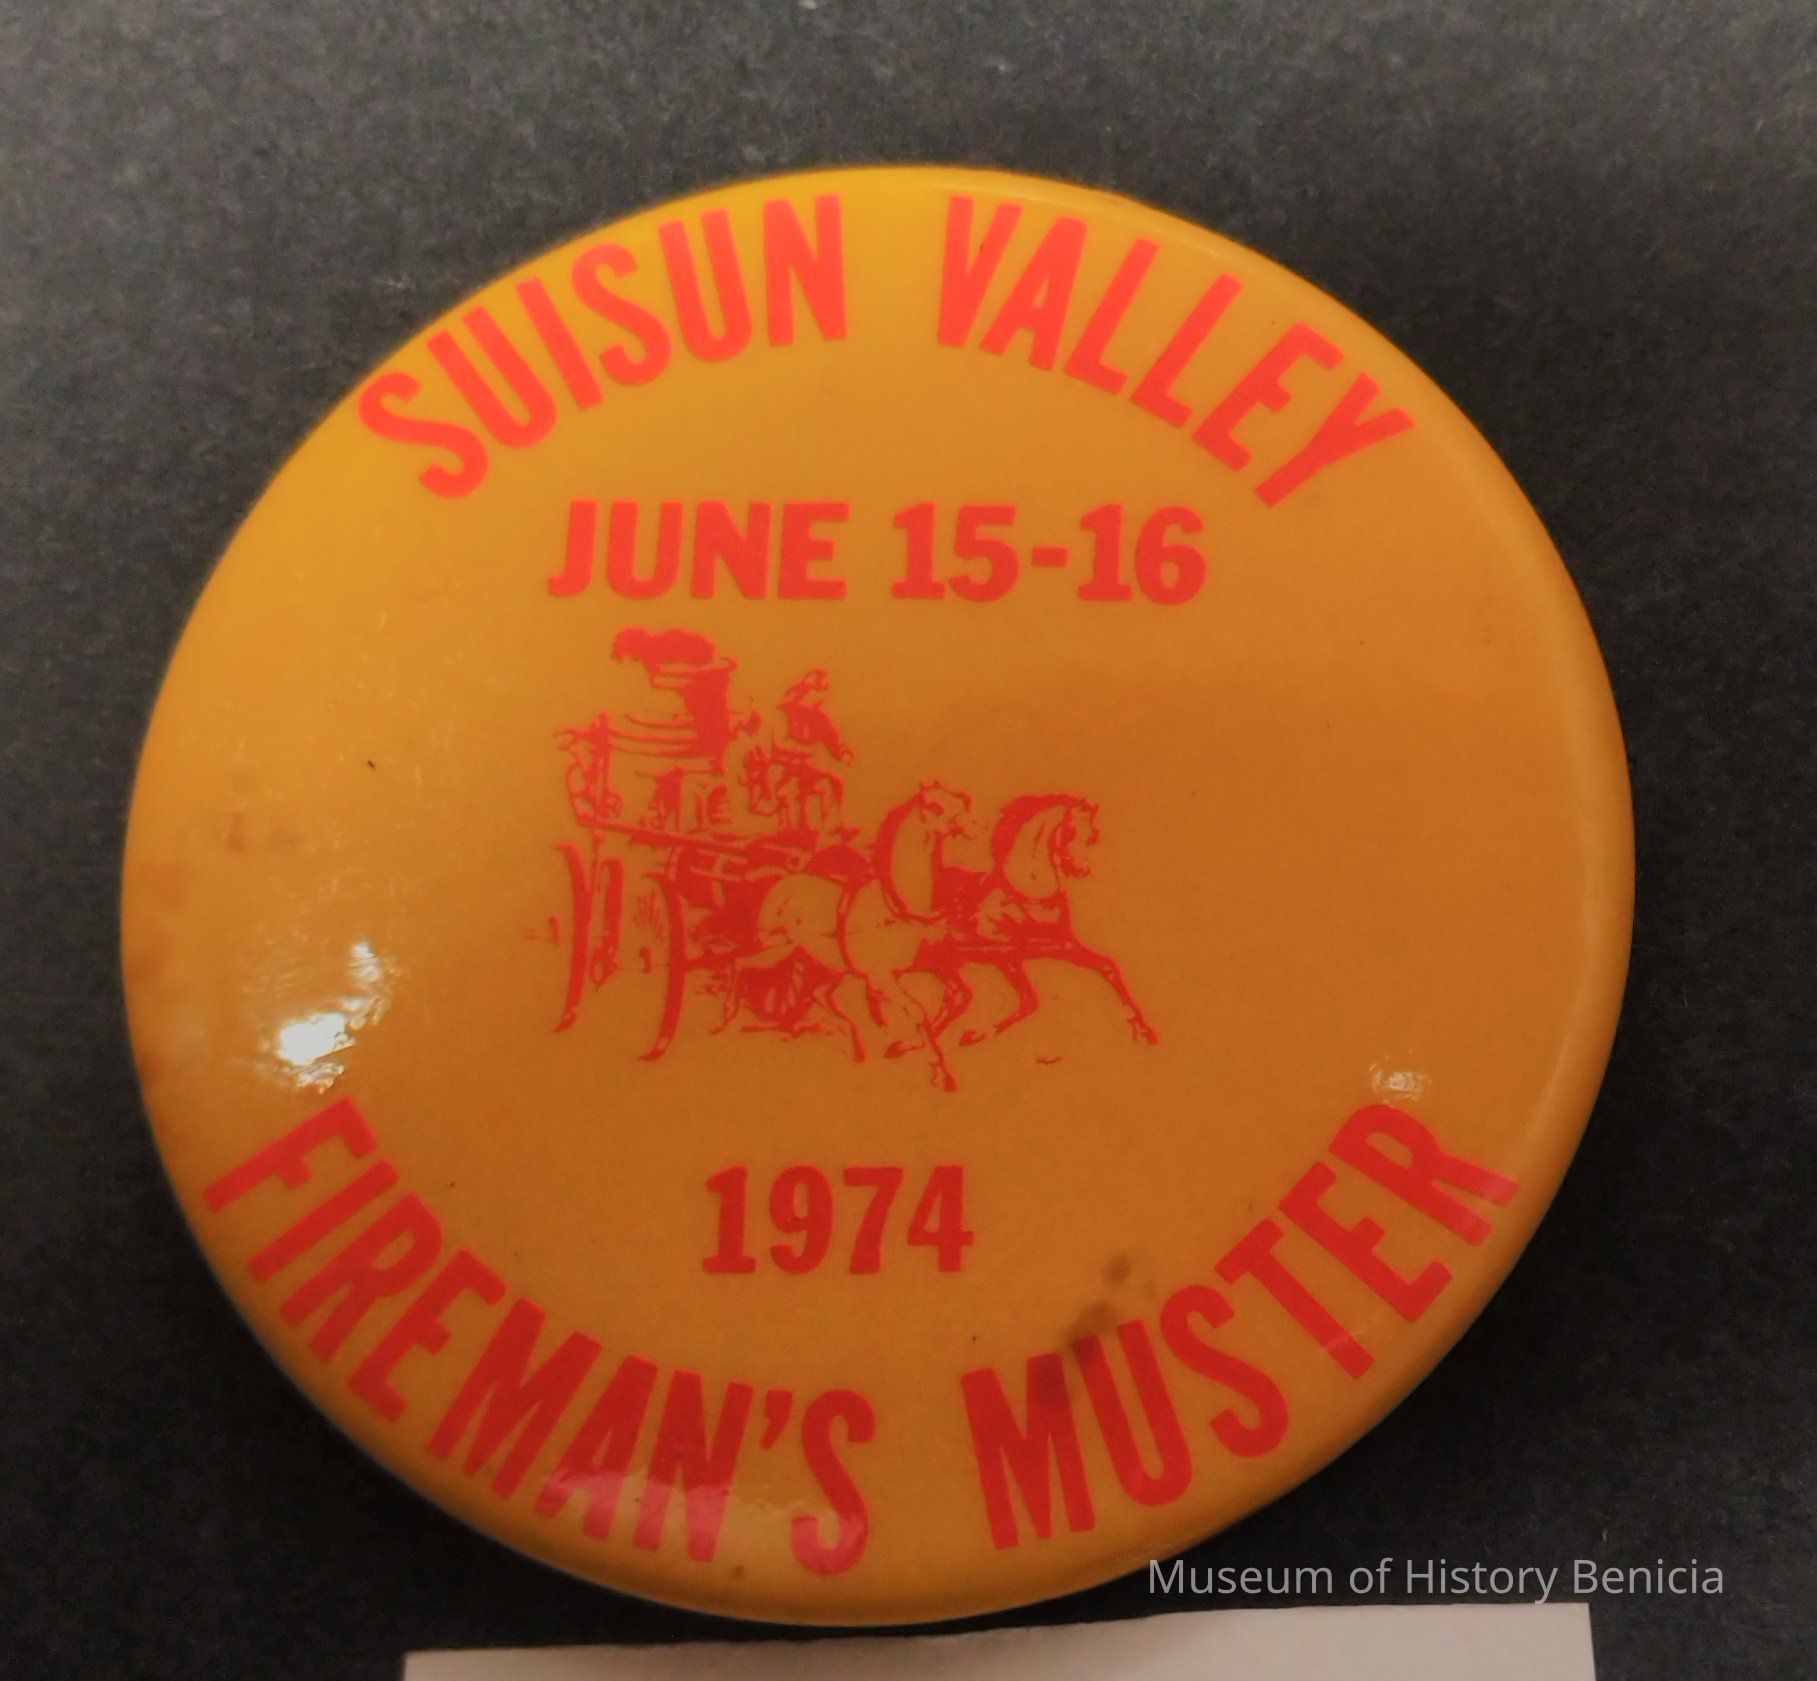 SUISUN VALLEY
JUNE 15-16
1974
FIREMAN'S MUSTER
Museum of History Benicia